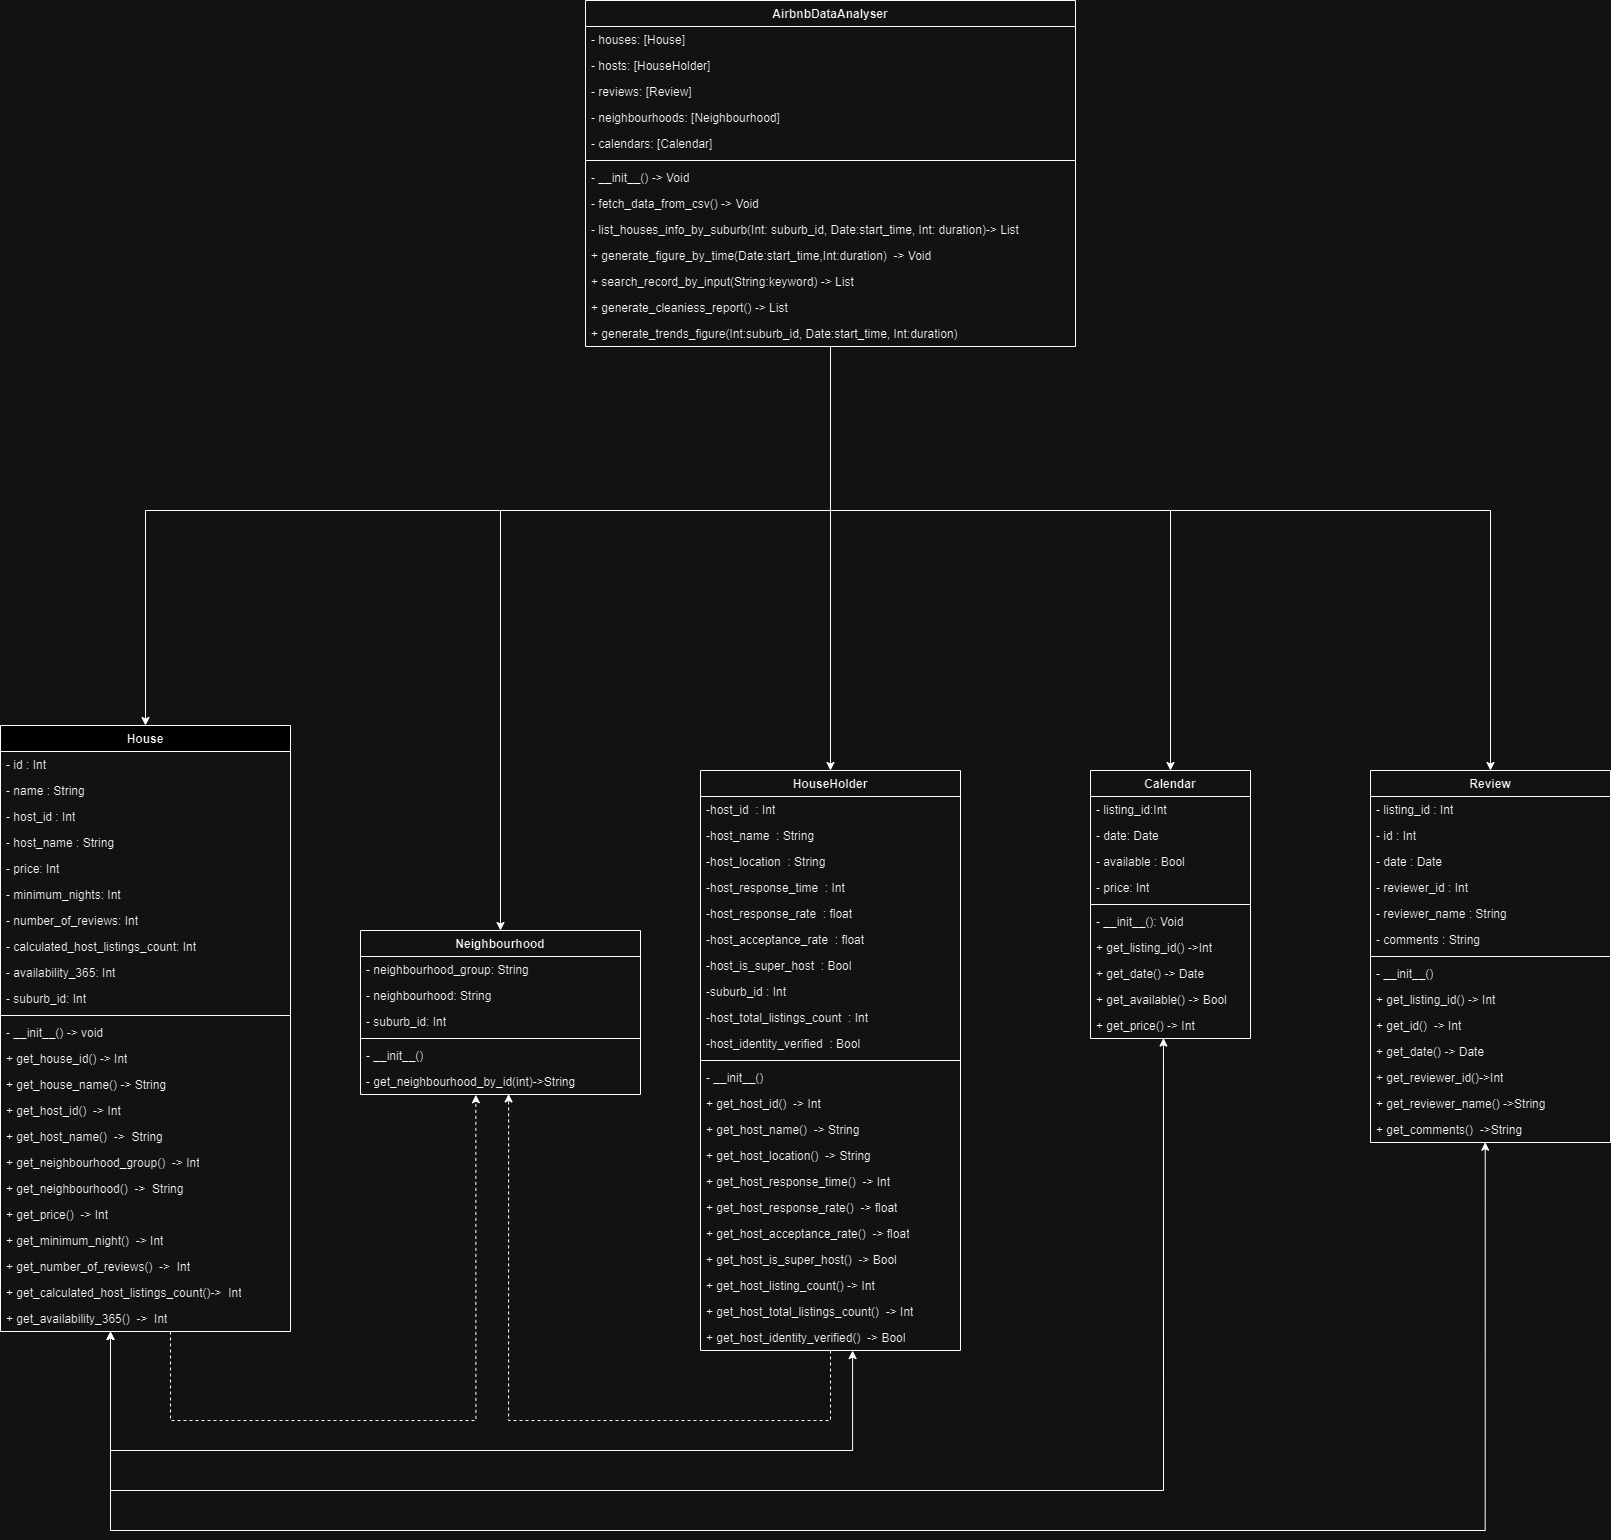 AirbnbDataAnalyser
- houses: [House]
- hosts: [HouseHolder]
- reviews: [Review]
- neighbourhoods: [Neighbourhood]
- calendars: [Calendar]
- __init__() -> Void
- fetch_data_from_csv() -> Void
- list_houses_info_by_suburb(Int: suburb_id, Date:start_time, Int: duration)-> List
+ generate_figure_by_time(Date:start_time,Int:duration)  -> Void
+ search_record_by_input(String:keyword) -> List
+ generate_cleaniess_report() -> List
+ generate_trends_figure(Int:suburb_id, Date:start_time, Int:duration)
House
- id : Int
- name : String
- host_id : Int
- host_name : String
- price: Int
- minimum_nights: Int
- number_of_reviews: Int
- calculated_host_listings_count: Int
- availability_365: Int
- suburb_id: Int
- __init__() -> void
+ get_house_id() -> Int
+ get_house_name() -> String
+ get_host_id()  -> Int
+ get_host_name()  ->  String
+ get_neighbourhood_group()  -> Int
+ get_neighbourhood()  ->  String
+ get_price()  -> Int
+ get_minimum_night()  -> Int
+ get_number_of_reviews()  ->  Int
+ get_calculated_host_listings_count()->  Int
+ get_availability_365()  ->  Int
Neighbourhood
- neighbourhood_group: String
- neighbourhood: String
- suburb_id: Int
- __init__()
- get_neighbourhood_by_id(int)->String
HouseHolder
-host_id  : Int
-host_name  : String
-host_location  : String
-host_response_time  : Int
-host_response_rate  : float
-host_acceptance_rate  : float
-host_is_super_host  : Bool
-suburb_id : Int
-host_total_listings_count  : Int
-host_identity_verified  : Bool
- __init__()
+ get_host_id()  -> Int
+ get_host_name()  -> String
+ get_host_location()  -> String
+ get_host_response_time()  -> Int
+ get_host_response_rate()  -> float
+ get_host_acceptance_rate()  -> float
+ get_host_is_super_host()  -> Bool
+ get_host_listing_count() -> Int
+ get_host_total_listings_count()  -> Int
+ get_host_identity_verified()  -> Bool
Calendar
- listing_id:Int
- date: Date
- available : Bool
- price: Int
- __init__(): Void
+ get_listing_id() ->Int
+ get_date() -> Date
+ get_available() -> Bool
+ get_price() -> Int
Review
- listing_id : Int
- id : Int
- date : Date
- reviewer_id : Int
- reviewer_name : String
- comments : String
- __init__()
+ get_listing_id() -> Int
+ get_id()  -> Int
+ get_date() -> Date
+ get_reviewer_id()->Int
+ get_reviewer_name() ->String
+ get_comments()  ->String